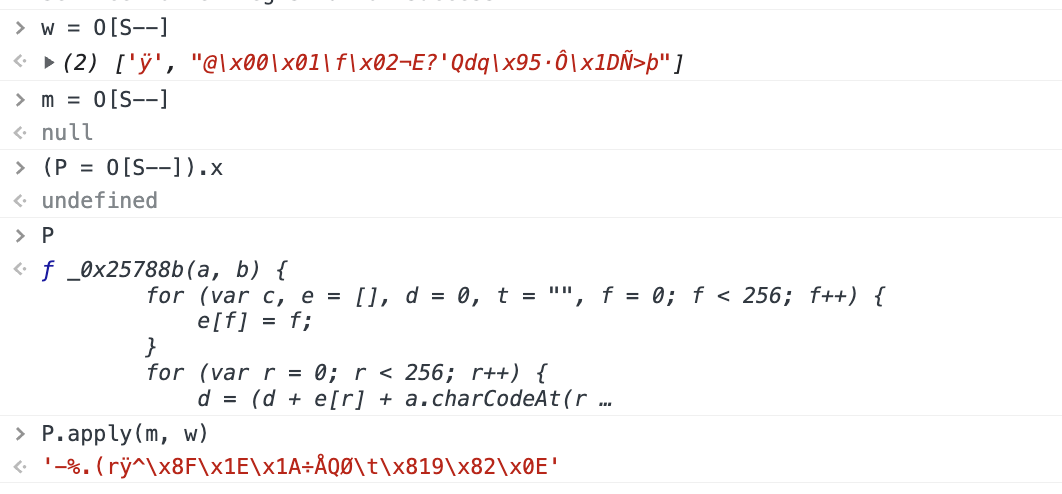 > w = O[S--]
<· ▶(2) ['ÿ', "@\x00\x01\f\x02¬E?'Qdq\x95·Ô\x1DÑ>þ"]
> m = O[S--]
<· null
> (P = O[S--]).x
<· undefined
> P
<· ƒ _0x25788b(a, b) {
for (var c, e = [], d = 0, t = "", f = 0; f < 256; f++) {
e[f] = f;
}
for (var r = 0; r < 256; r++) {
d = (d + e[r] + a.charCodeAt(r …
> P.apply(m, w)
<· '-%.(rÿ^\x8F\x1E\x1A÷ÅQØ\t\x819\x82\x0E'